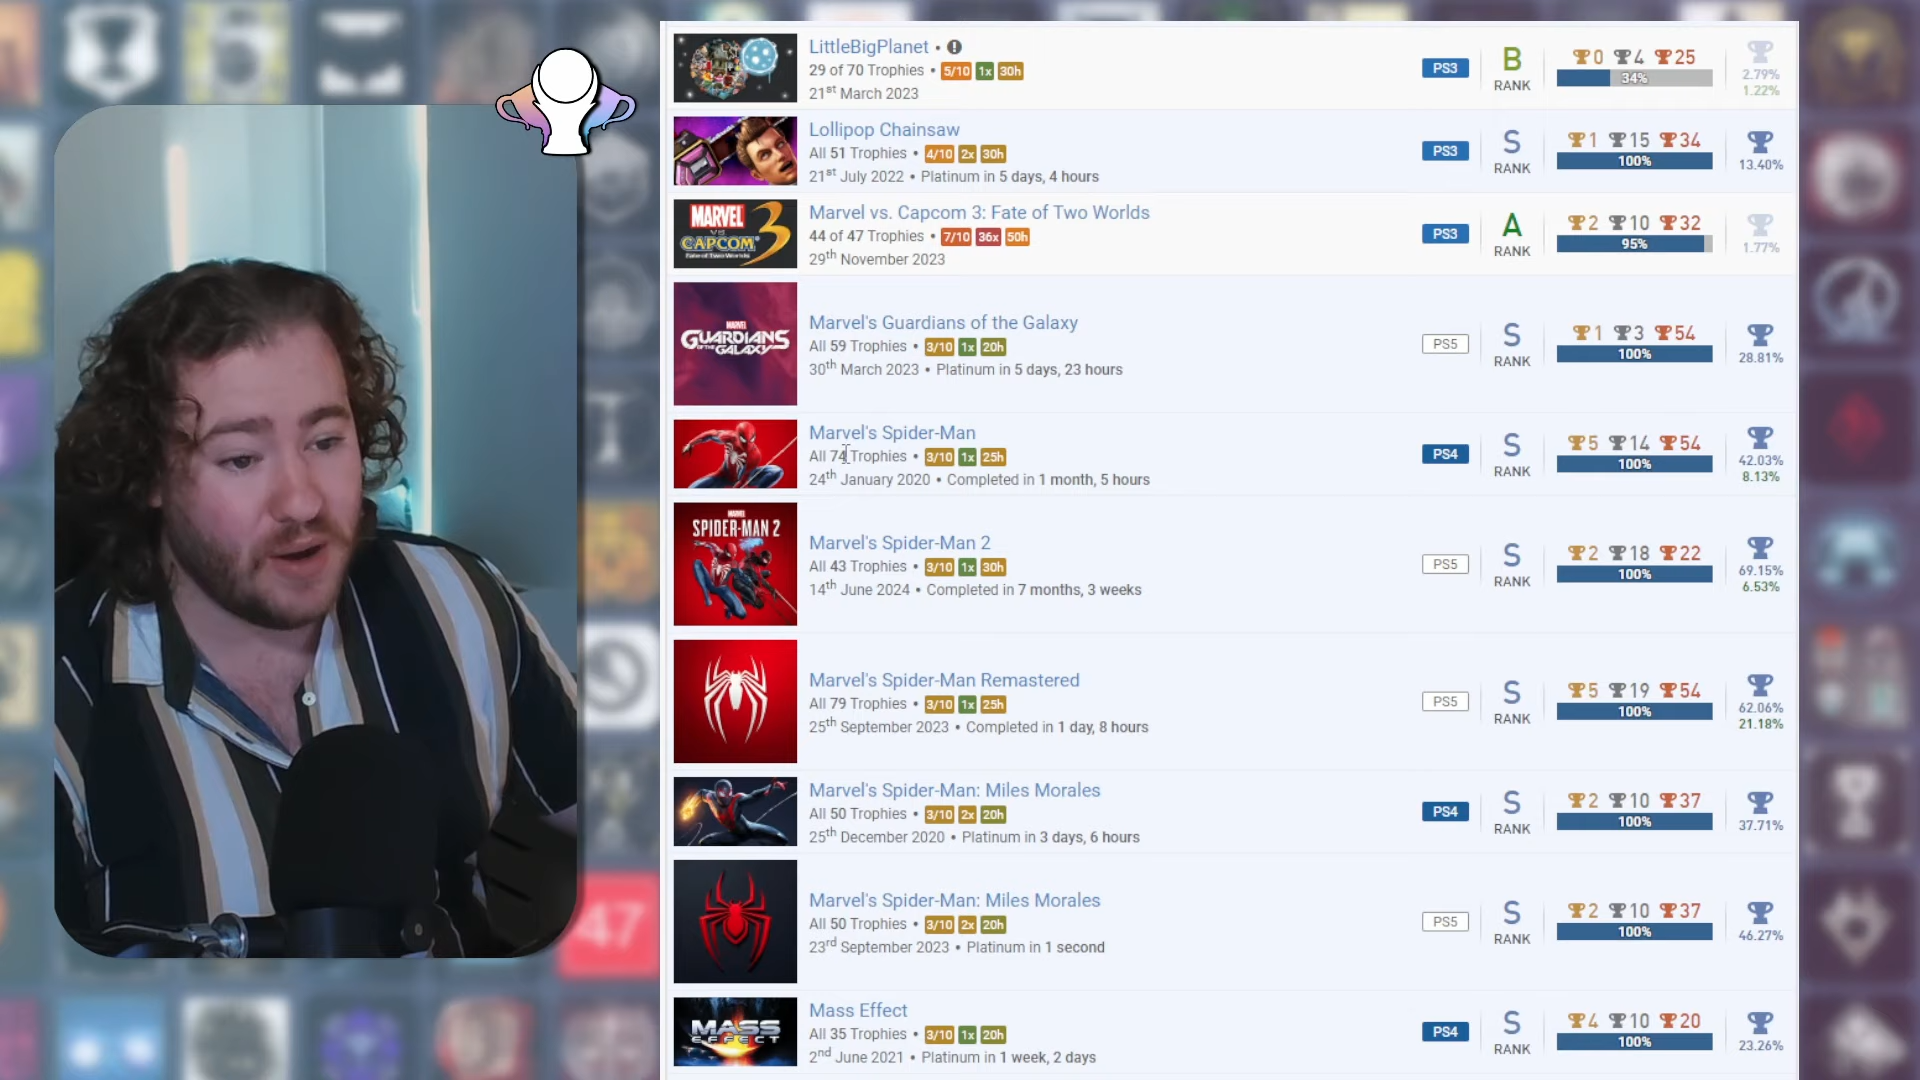 LittleBigPlanet •
29 of 70 Trophies • 5/10 1x 30h
21st March 2023
PS3
B
RANK
0 4 25
34%
2.79%
1.22%
Lollipop Chainsaw
All 51 Trophies • 4/10 2x 30h
21st July 2022 • Platinum in 5 days, 4 hours
PS3
S
RANK
1 15 34
100%
13.40%
MARVEL
VS
CAPCOM 3
Fate of Two Worlds
Marvel vs. Capcom 3: Fate of Two Worlds
44 of 47 Trophies • 7/10 36x 50h
29th November 2023
PS3
A
RANK
2 10 32
95%
1.77%
MARVEL
GUARDIANS
OF THE
GALAXY
Marvel's Guardians of the Galaxy
All 59 Trophies • 3/10 1x 20h
30th March 2023 • Platinum in 5 days, 23 hours
PS5
S
RANK
1 3 54
100%
28.81%
Marvel's Spider-Man
All 74 Trophies • 3/10 1x 25h
24th January 2020 • Completed in 1 month, 5 hours
PS4
S
RANK
5 14 54
100%
42.03%
8.13%
MARVEL
SPIDER-MAN 2
Marvel's Spider-Man 2
All 43 Trophies • 3/10 1x 30h
14th June 2024 • Completed in 7 months, 3 weeks
PS5
S
RANK
2 18 22
100%
69.15%
6.53%
Marvel's Spider-Man Remastered
All 79 Trophies • 3/10 1x 25h
25th September 2023 • Completed in 1 day, 8 hours
PS5
S
RANK
5 19 54
100%
62.06%
21.18%
Marvel's Spider-Man: Miles Morales
All 50 Trophies • 3/10 2x 20h
25th December 2020 • Platinum in 3 days, 6 hours
PS4
S
RANK
2 10 37
100%
37.71%
Marvel's Spider-Man: Miles Morales
All 50 Trophies • 3/10 2x 20h
23rd September 2023 • Platinum in 1 second
PS5
S
RANK
2 10 37
100%
46.27%
MASS
EFFECT
Mass Effect
All 35 Trophies • 3/10 1x 20h
2nd June 2021 • Platinum in 1 week, 2 days
PS4
S
RANK
4 10 20
100%
23.26%
47